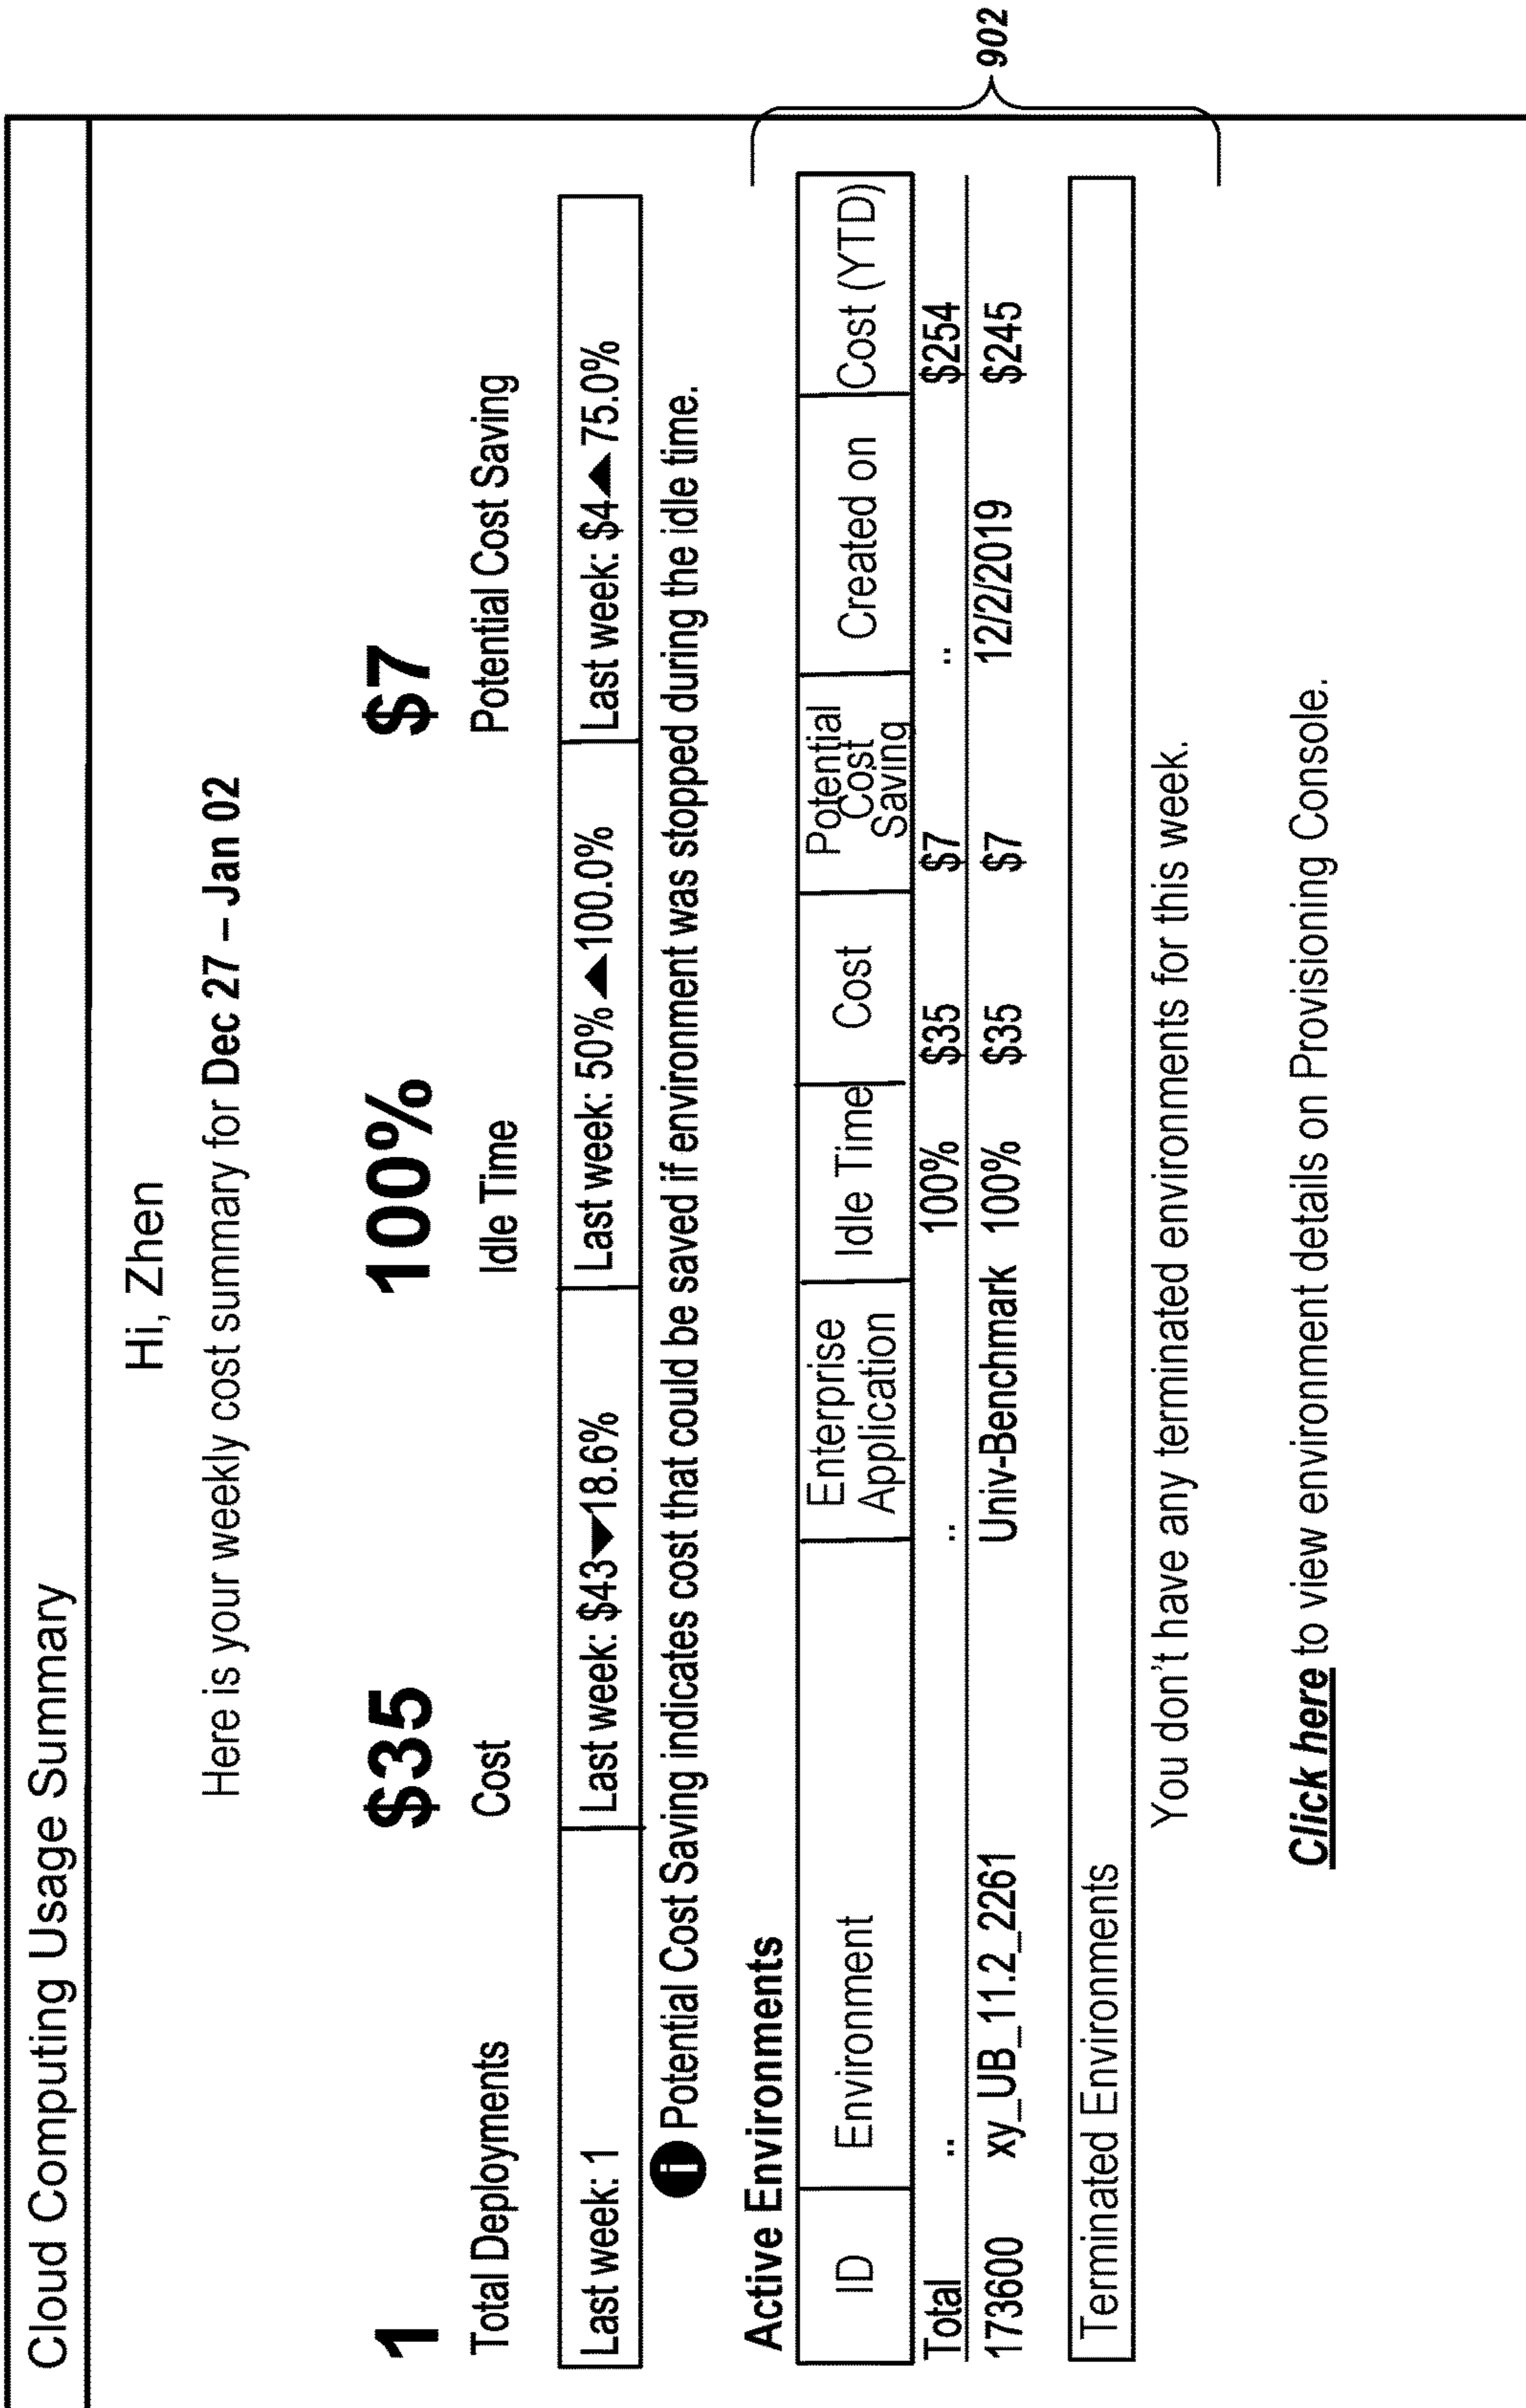 Cloud Computing Usage Summary
Hi, Zhen
Here is your weekly cost summary for Dec 27 – Jan 02
1 $35 100% $7
Total Deployments Cost Idle Time Potential Cost Saving
Last week: 1 Last week: $43▼18.6% Last week: 50% ▲100.0% Last week: $4▲75.0%
i Potential Cost Saving indicates cost that could be saved if environment was stopped during the idle time.
Active Environments
ID Environment Enterprise Application Idle Time Cost Potential Cost Saving Created on Cost (YTD)
Total .. .. 100% $35 $7 .. $254
173600 xy_UB_11.2_2261 Univ-Benchmark 100% $35 $7 12/2/2019 $245
902
Terminated Environments
You don't have any terminated environments for this week.
Click here to view environment details on Provisioning Console.